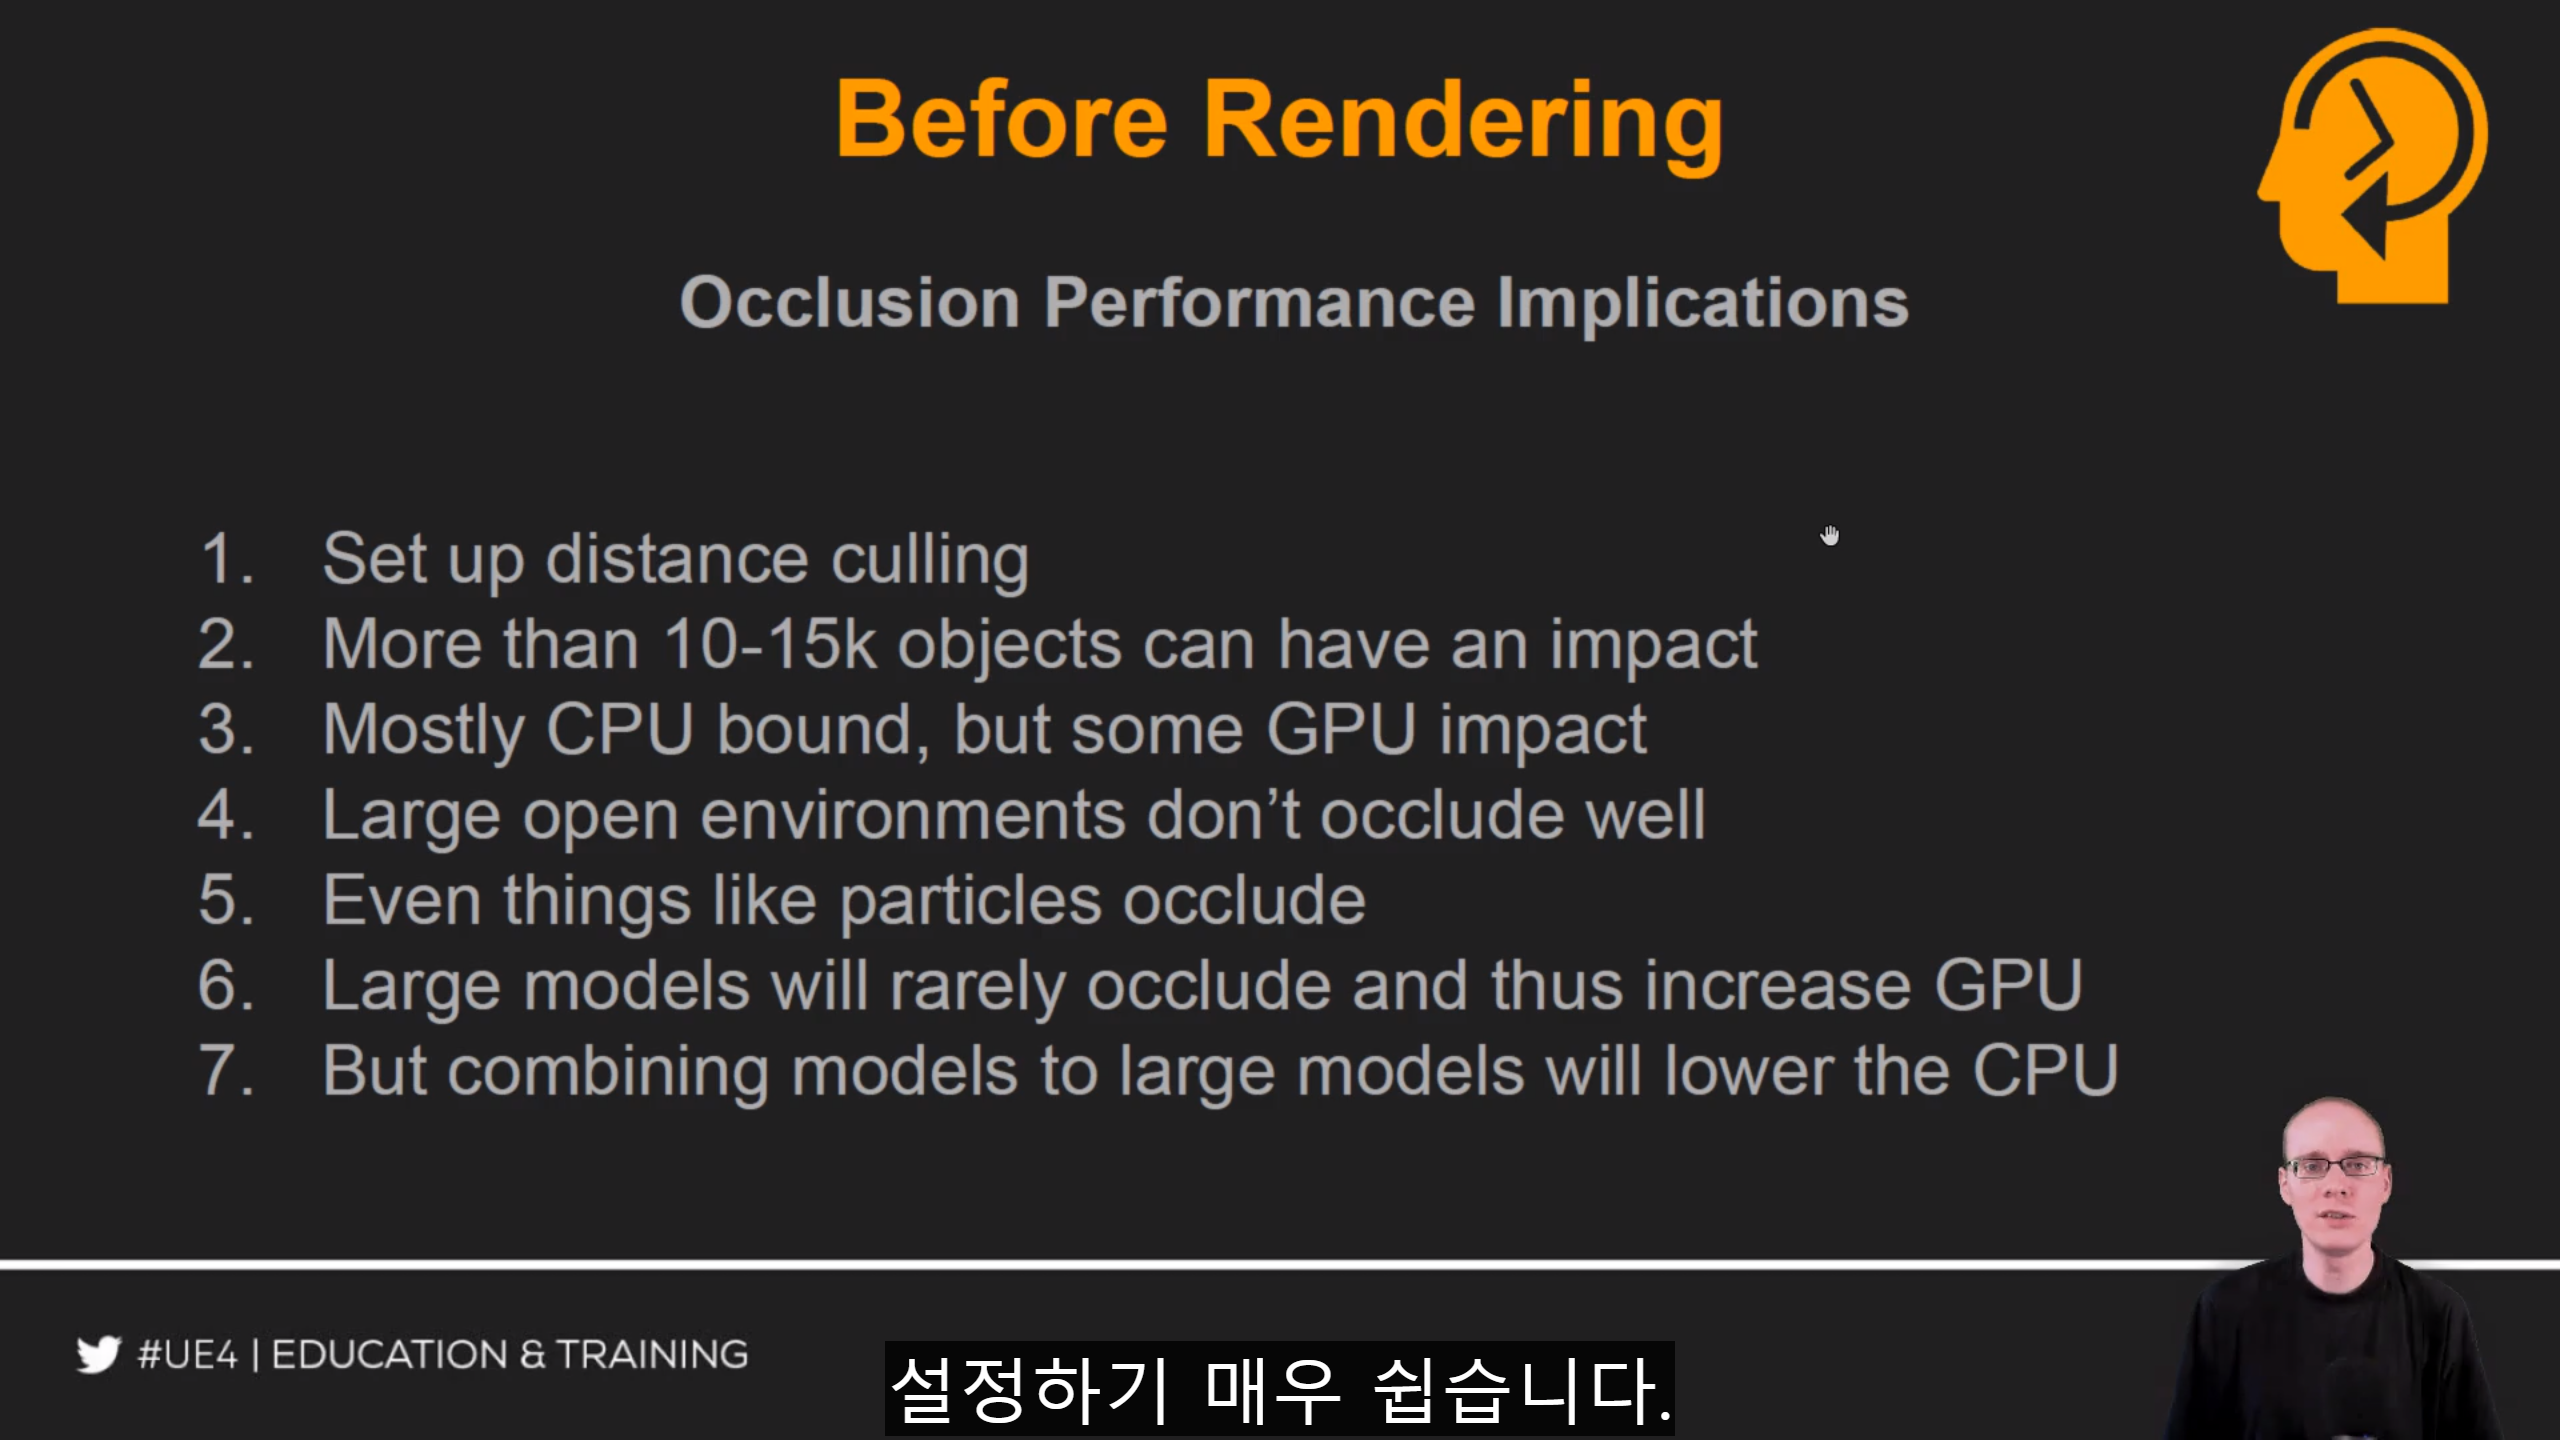 Before Rendering
Occlusion Performance Implications
1. Set up distance culling
2. More than 10-15k objects can have an impact
3. Mostly CPU bound, but some GPU impact
4. Large open environments don’t occlude well
5. Even things like particles occlude
6. Large models will rarely occlude and thus increase GPU
7. But combining models to large models will lower the CPU
#UE4 | EDUCATION & TRAINING
설정하기 매우 쉽습니다.